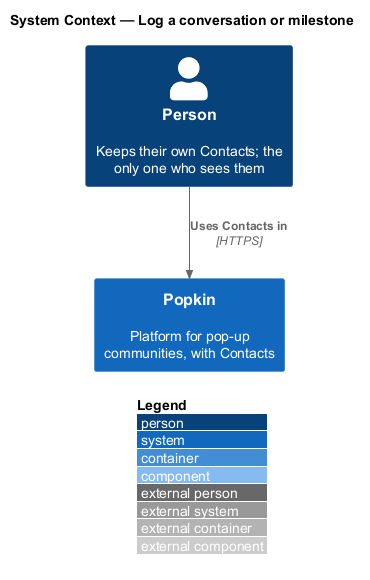 System Context — Log a conversation or milestone
Person
Keeps their own Contacts; the
only one who sees them
Uses Contacts in
[HTTPS]
Popkin
Platform for pop-up
communities, with Contacts
Legend
person
system
container
component
external person
external system
external container
external component